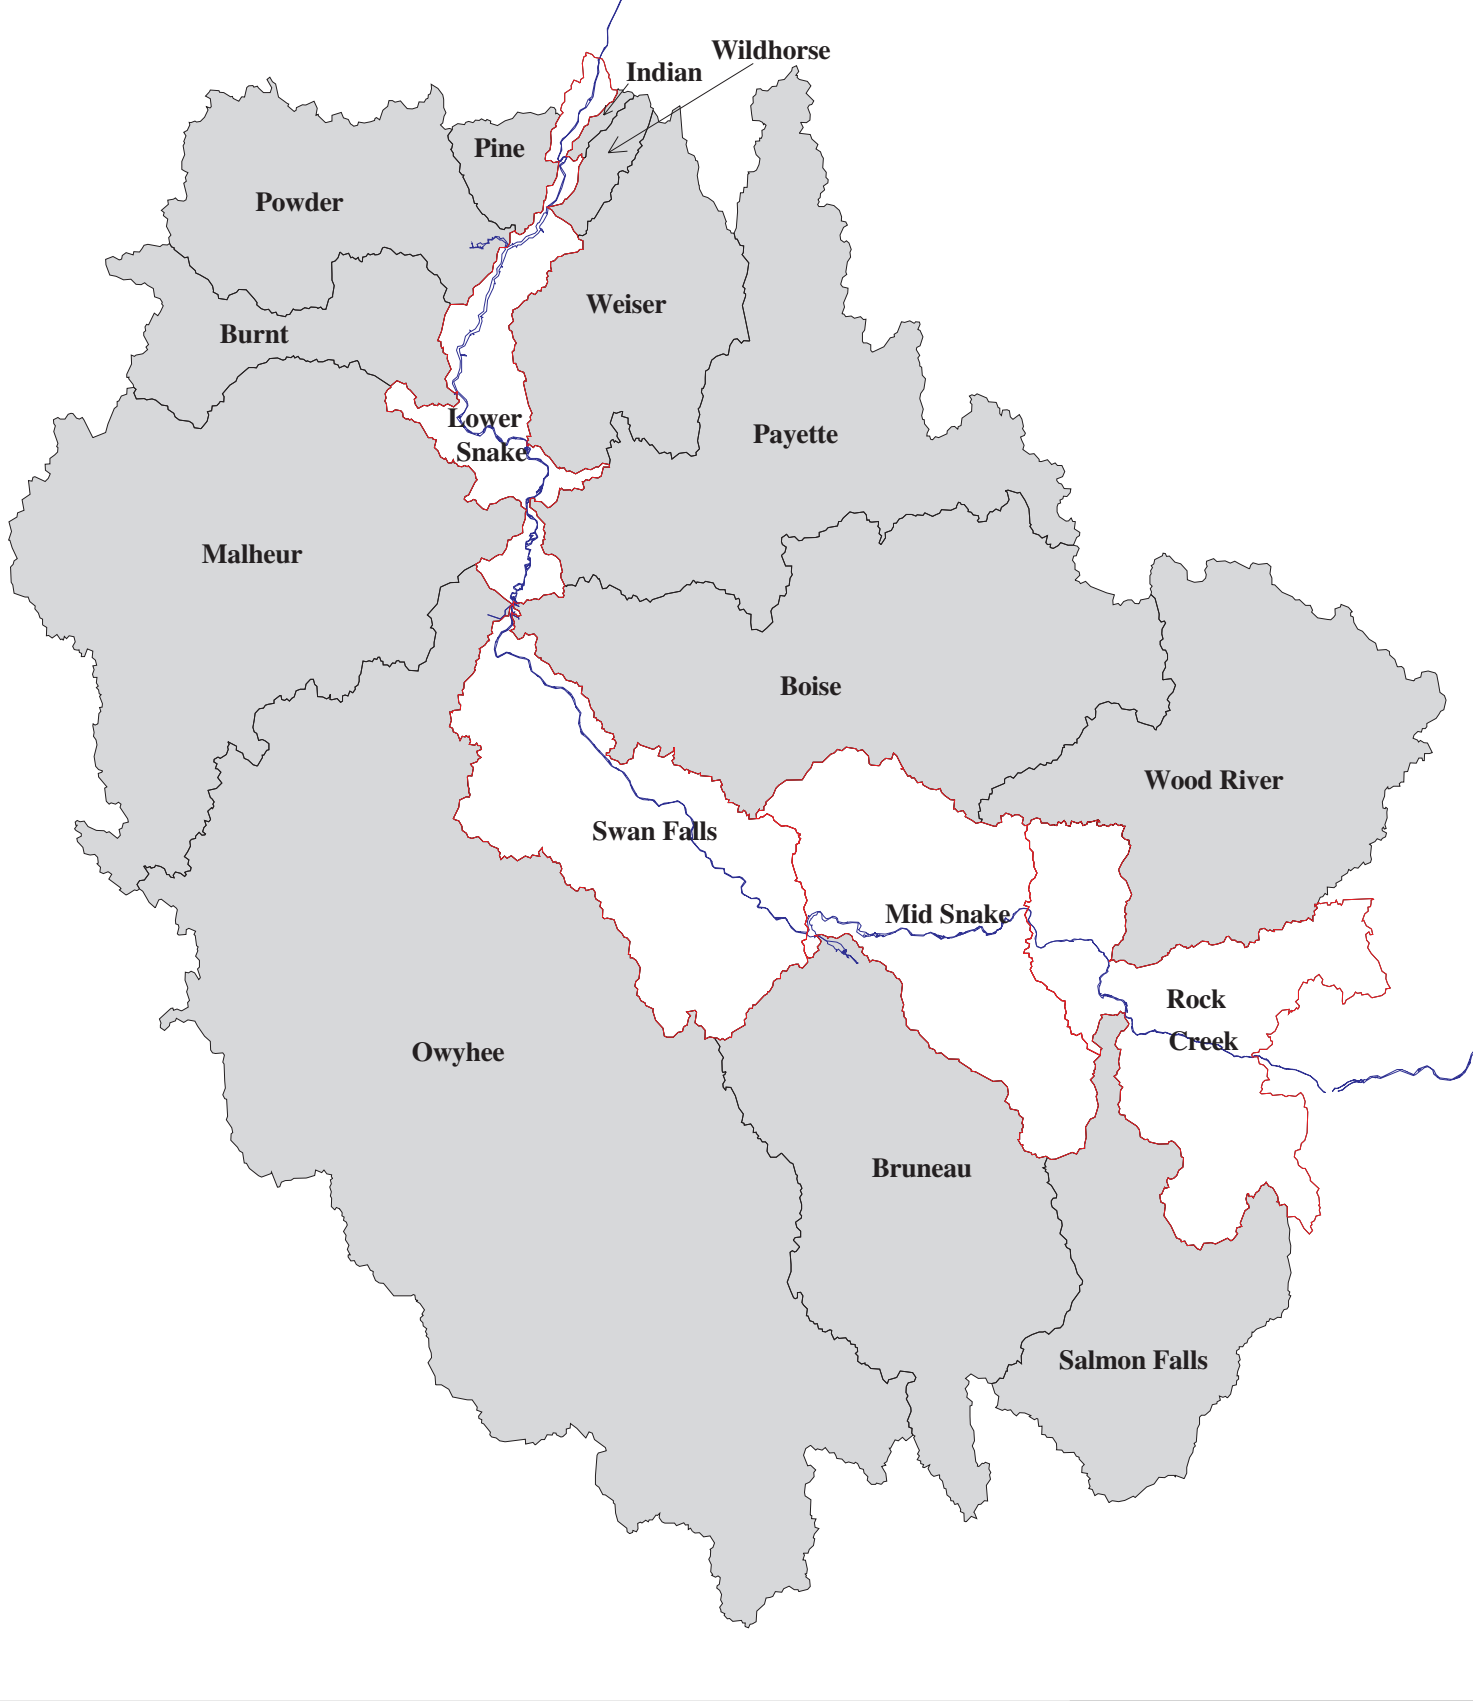 Wildhorse
Indian
Pine
Powder
Weiser
Burnt
Lower
Snake
Payette
Malheur
Boise
Wood River
Swan Falls
Mid Snake
Rock
Creek
Owyhee
Bruneau
Salmon Falls